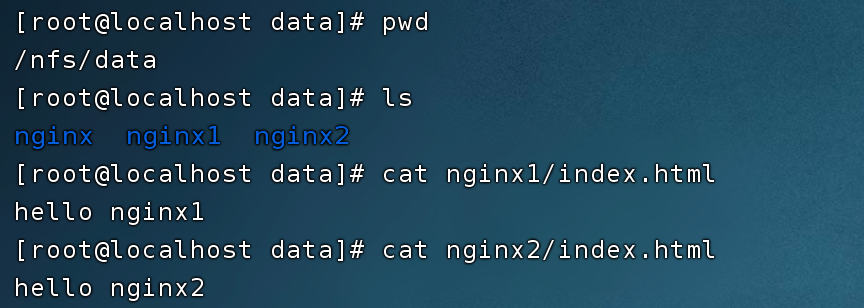 [root@localhost data]# pwd
/nfs/data
[root@localhost data]# ls
nginx  nginx1  nginx2
[root@localhost data]# cat nginx1/index.html
hello nginx1
[root@localhost data]# cat nginx2/index.html
hello nginx2